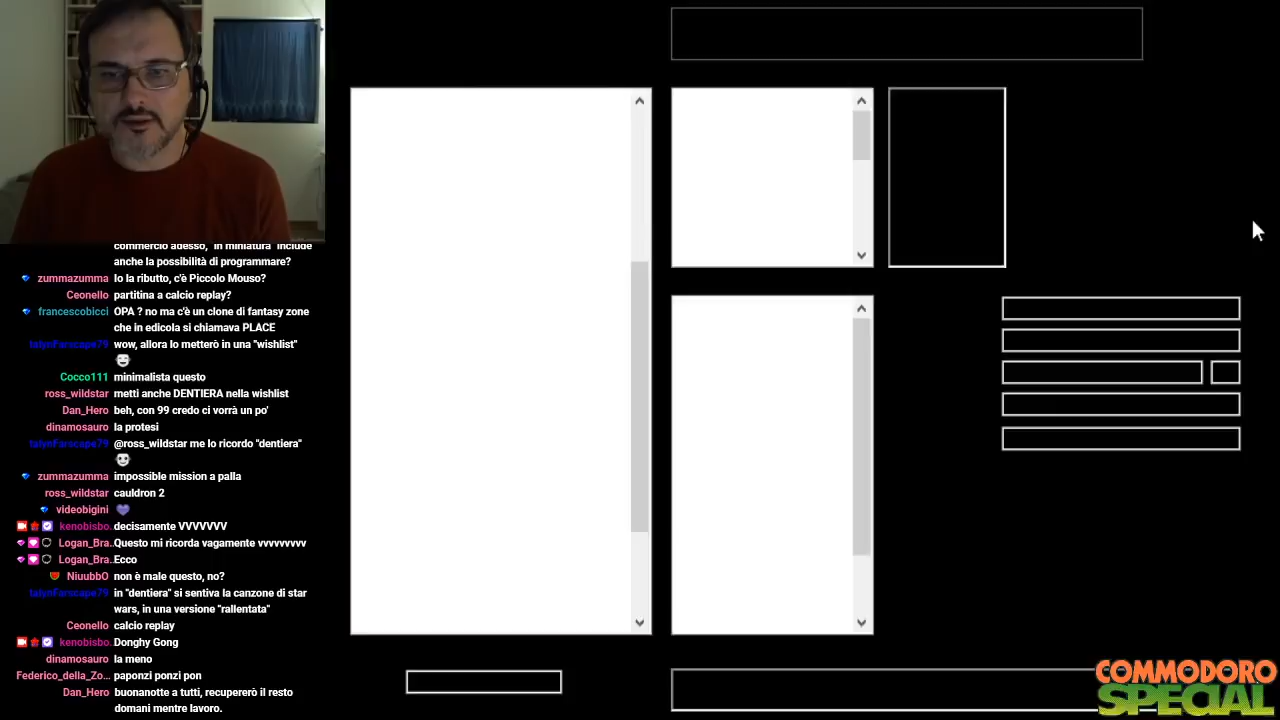 commercio adesso, "in miniatura" include
anche la possibilità di programmare?
zummazumma Io la ributto, c'è Piccolo Mouso?
Ceonello partitina a calcio replay?
francescobicci OPA ? no ma c'è un clone di fantasy zone
che in edicola si chiamava PLACE
talynFarscape79 wow, allora lo metterò in una "wishlist"
Cocco111 minimalista questo
ross_wildstar metti anche DENTIERA nella wishlist
Dan_Hero beh, con 99 credo ci vorrà un po'
dinamosauro la protesi
talynFarscape79 @ross_wildstar me lo ricordo "dentiera"
zummazumma impossible mission a palla
ross_wildstar cauldron 2
videobigini
kenobisbo.. decisamente VVVVVVV
Logan_Bra.. Questo mi ricorda vagamente vvvvvvvvv
Logan_Bra.. Ecco
NiuubbO non è male questo, no?
talynFarscape79 in "dentiera" si sentiva la canzone di star
wars, in una versione "rallentata"
Ceonello calcio replay
kenobisbo.. Donghy Gong
dinamosauro la meno
Federico_della_Zo... paponzi ponzi pon
Dan_Hero buonanotte a tutti, recupererò il resto
domani mentre lavoro.
COMMODORO
SPECIAL